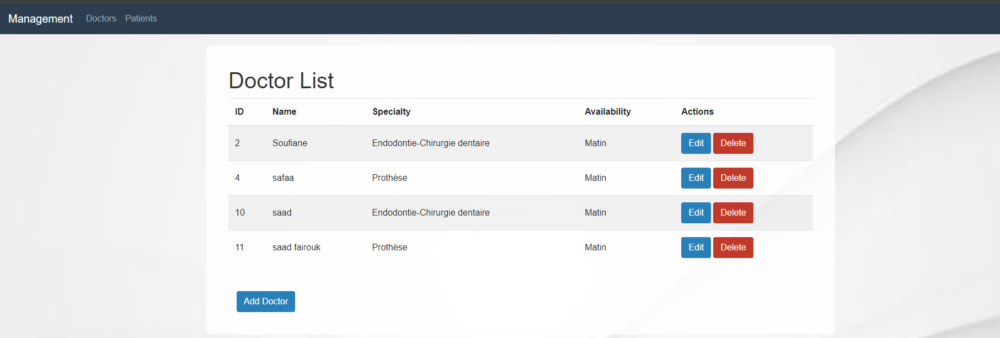 Management Doctors Patients
Doctor List
ID Name Specialty Availability Actions
2 Soufiane Endodontie-Chirurgie dentaire Matin Edit Delete
4 safaa Prothèse Matin Edit Delete
10 saad Endodontie-Chirurgie dentaire Matin Edit Delete
11 saad fairouk Prothèse Matin Edit Delete
Add Doctor